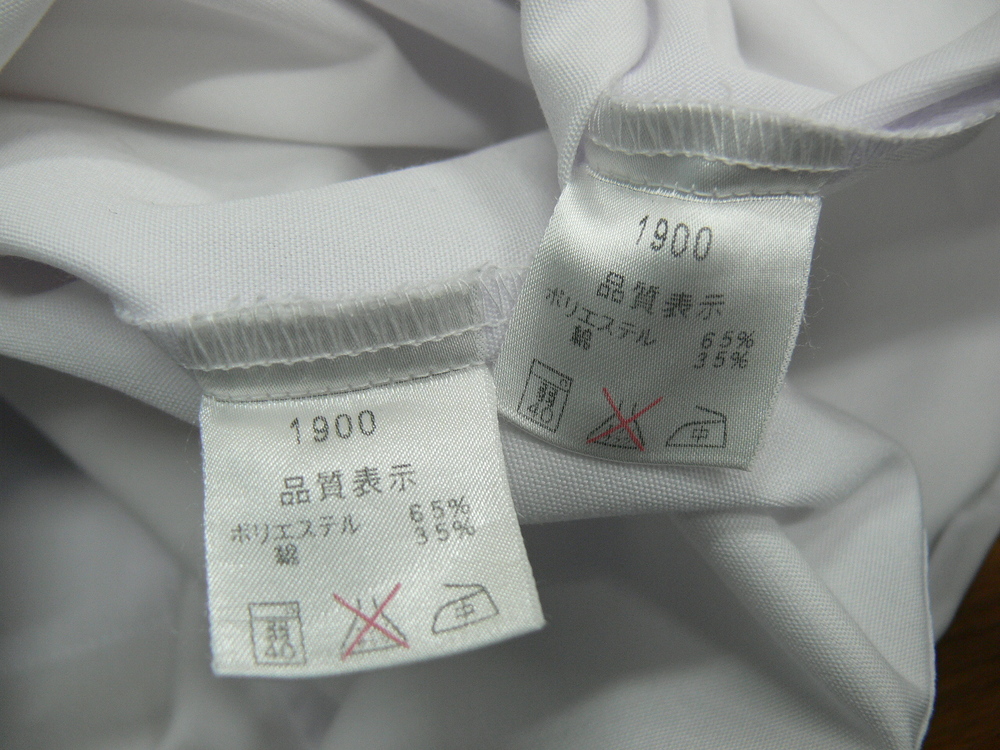 1900
品質表示
ポリエステル 65%
綿 35%
弱
40
中
1900
品質表示
ポリエステル 65%
綿 35%
弱
40
中